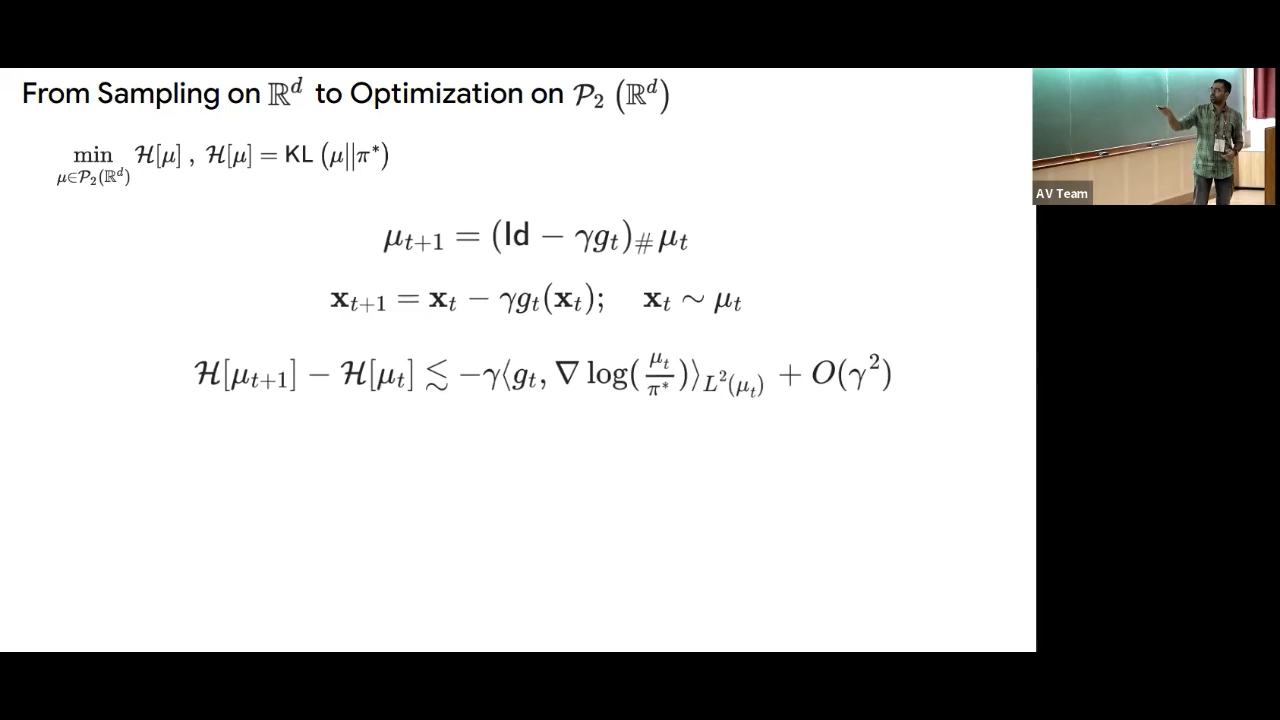 From Sampling on ℝ^d to Optimization on 𝒫₂ (ℝ^d)
min_{μ∈𝒫₂(ℝ^d)} ℋ[μ] , ℋ[μ] = KL (μ||π*)
μ_{t+1} = (Id − γg_t)_# μ_t
𝐱_{t+1} = 𝐱_t − γg_t(𝐱_t); 𝐱_t ∼ μ_t
ℋ[μ_{t+1}] − ℋ[μ_t] ≲ −γ⟨g_t, ∇ log(μ_t/π*)⟩_{L²(μ_t)} + O(γ²)
AV Team